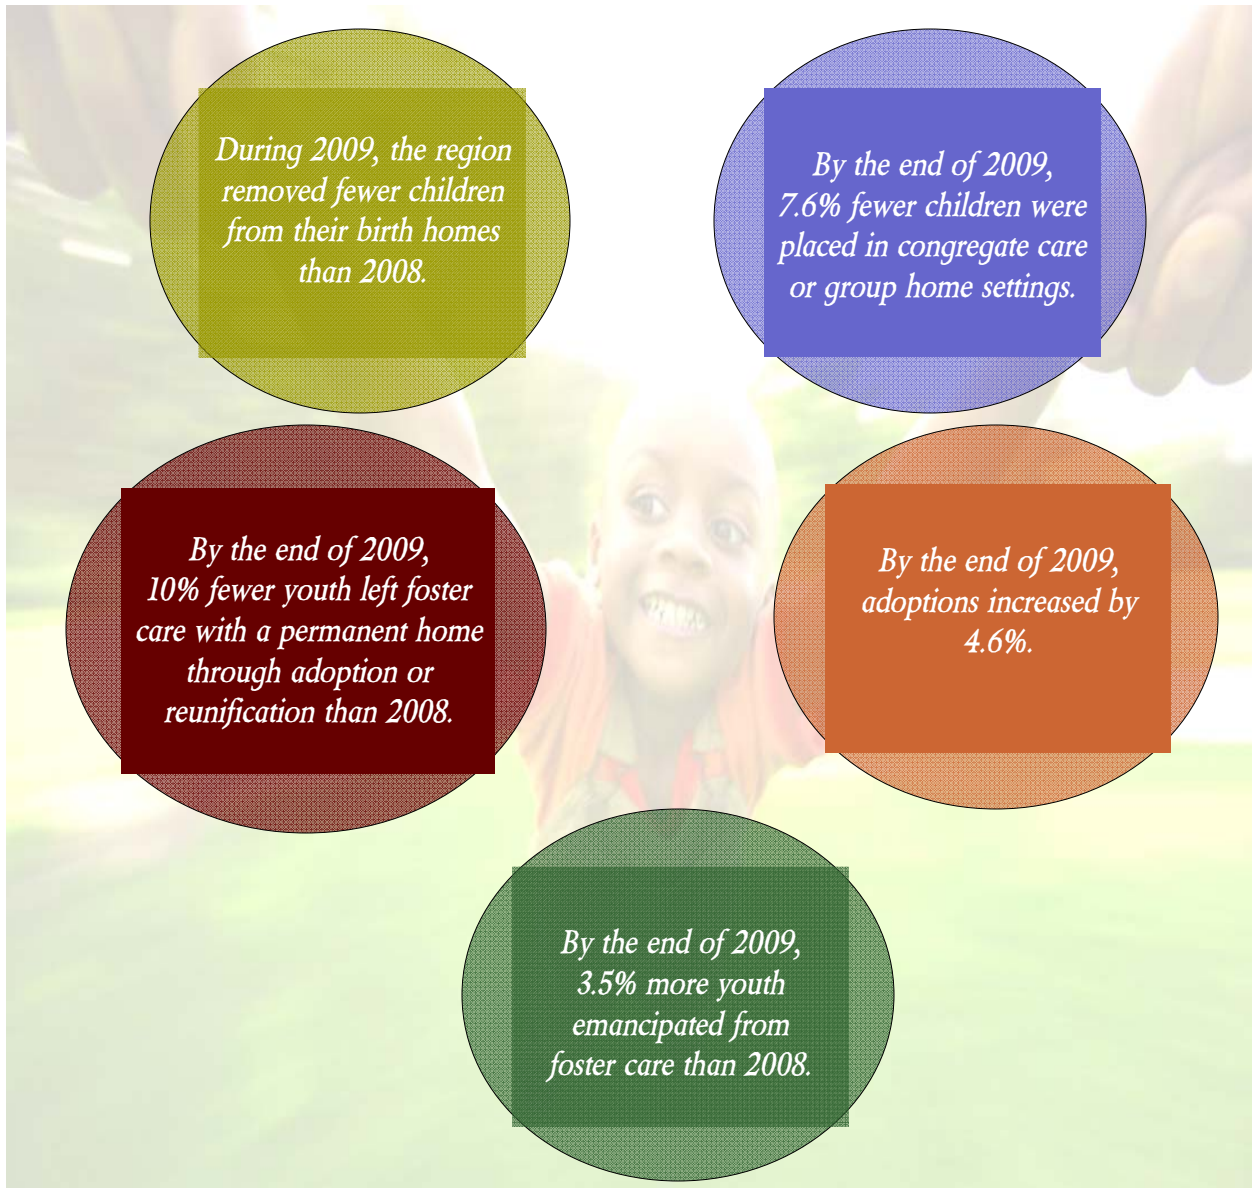 During 2009, the region
removed fewer children
from their birth homes
than 2008.
By the end of 2009,
7.6% fewer children were
placed in congregate care
or group home settings.
By the end of 2009,
10% fewer youth left foster
care with a permanent home
through adoption or
reunification than 2008.
By the end of 2009,
adoptions increased by
4.6%.
By the end of 2009,
3.5% more youth
emancipated from
foster care than 2008.